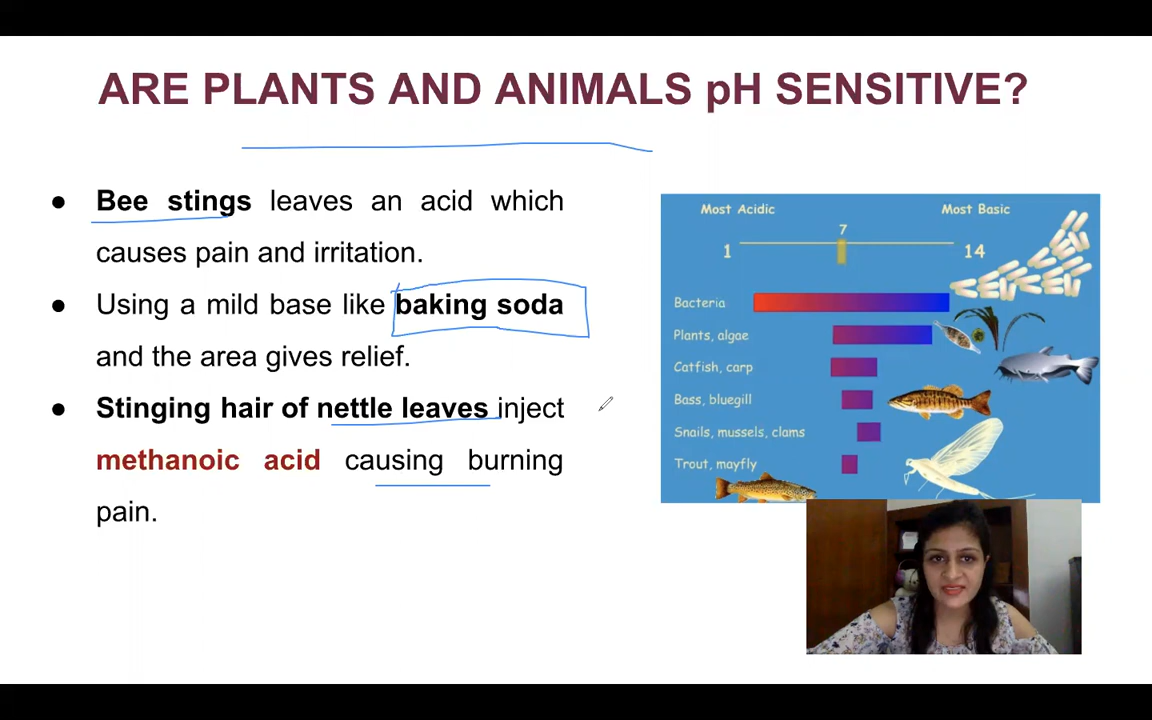 ARE PLANTS AND ANIMALS pH SENSITIVE?
● Bee stings leaves an acid which
causes pain and irritation.
● Using a mild base like baking soda
and the area gives relief.
● Stinging hair of nettle leaves inject
methanoic acid causing burning
pain.
Most Acidic Most Basic
7
1 14
Bacteria
Plants, algae
Catfish, carp
Bass, bluegill
Snails, mussels, clams
Trout, mayfly